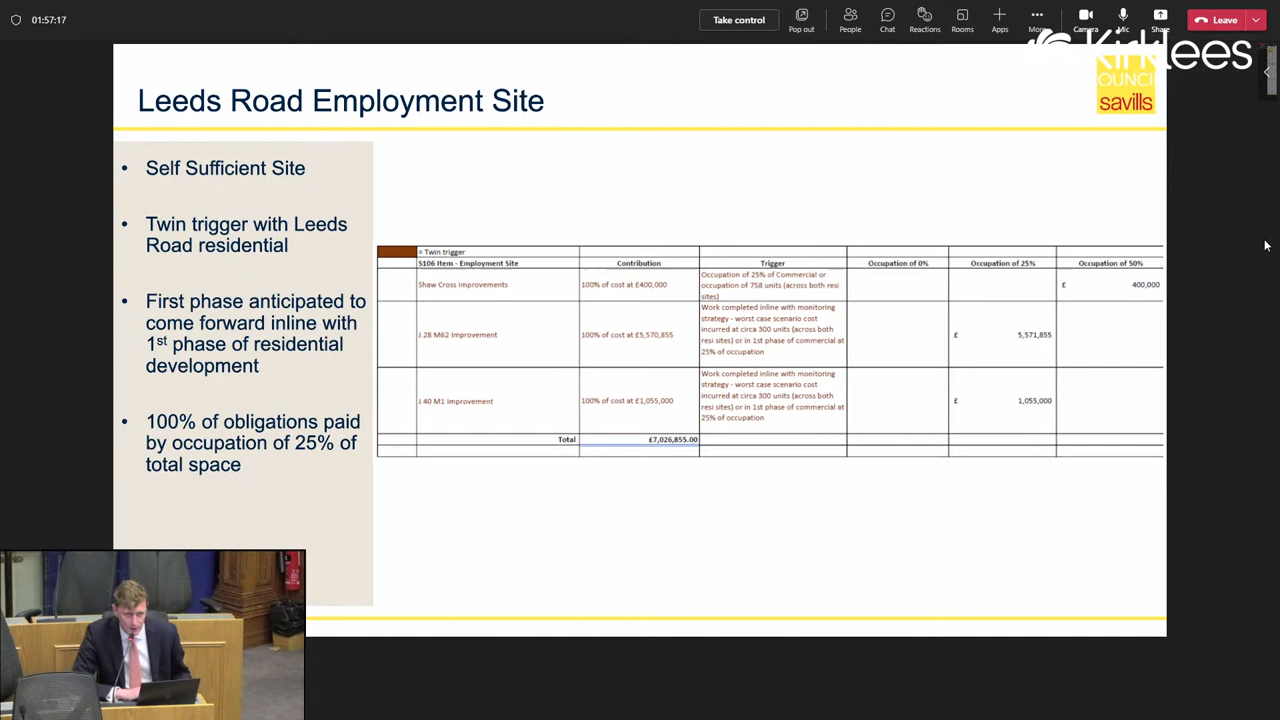 01:57:17
Take control
Pop out
People
Chat
Reactions
Rooms
Apps
More
Camera
Mic
Share
Leave
Kirklees
COUNCIL
savills
Leeds Road Employment Site
• Self Sufficient Site
• Twin trigger with Leeds
Road residential
• First phase anticipated to
come forward inline with
1st phase of residential
development
• 100% of obligations paid
by occupation of 25% of
total space
= Twin trigger
S106 Item - Employment Site Contribution Trigger Occupation of 0% Occupation of 25% Occupation of 50%
Shaw Cross Improvements 100% of cost at £400,000 £ 400,000
Occupation of 25% of Commercial or
occupation of 758 units (across both resi
sites)
J.28 M62 Improvement 100% of cost at £5,570,855 £ 5,571,855
Work completed inline with monitoring
strategy - worst case scenario cost
incurred at circa 300 units (across both
resi sites) or in 1st phase of commercial at
25% of occupation
J.40 M1 Improvement 100% of cost at £1,055,000 £ 1,055,000
Work completed inline with monitoring
strategy - worst case scenario cost
incurred at circa 300 units (across both
resi sites) or in 1st phase of commercial at
25% of occupation
Total £7,026,855.00